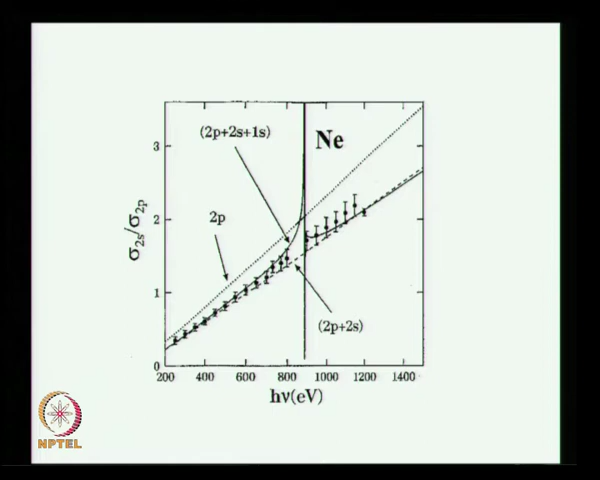 (2p+2s+1s)
Ne
3
2p
σ2s/σ2p
2
1
(2p+2s)
0
200 400 600 800 1000 1200 1400
hν(eV)
NPTEL